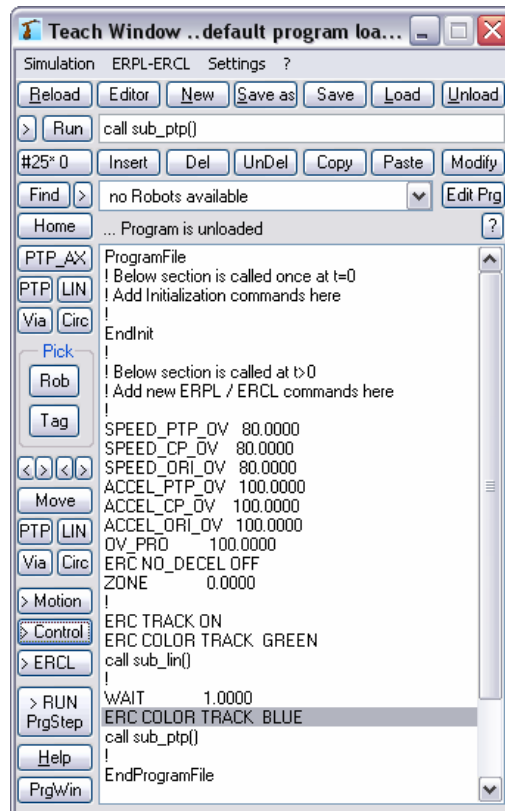 Teach Window ..default program loa...
Simulation ERPL-ERCL Settings ?
Reload Editor New Save as Save Load Unload
> Run call sub_ptp()
#25* 0 Insert Del UnDel Copy Paste Modify
Find > no Robots available Edit Prg
Home ... Program is unloaded ?
PTP_AX
PTP LIN
Via Circ
Pick
Rob
Tag
< > < >
Move
PTP LIN
Via Circ
> Motion
> Control
> ERCL
> RUN
PrgStep
Help
PrgWin
ProgramFile
! Below section is called once at t=0
! Add Initialization commands here
!
EndInit
!
! Below section is called at t>0
! Add new ERPL / ERCL commands here
!
SPEED_PTP_OV 80.0000
SPEED_CP_OV 80.0000
SPEED_ORI_OV 80.0000
ACCEL_PTP_OV 100.0000
ACCEL_CP_OV 100.0000
ACCEL_ORI_OV 100.0000
OV_PRO 100.0000
ERC NO_DECEL OFF
ZONE 0.0000
!
ERC TRACK ON
ERC COLOR TRACK GREEN
call sub_lin()
!
WAIT 1.0000
ERC COLOR TRACK BLUE
call sub_ptp()
!
EndProgramFile